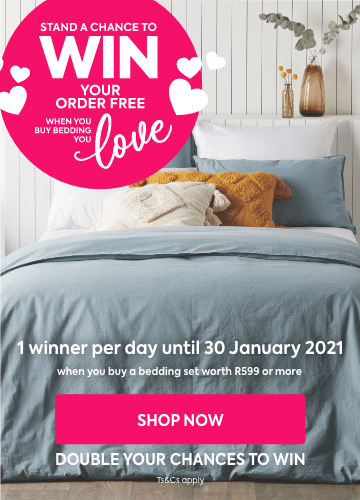 STAND A CHANCE TO
WIN
YOUR
ORDER FREE
WHEN YOU
BUY BEDDING
YOU
love
1 winner per day until 30 January 2021
when you buy a bedding set worth R599 or more
SHOP NOW
DOUBLE YOUR CHANCES TO WIN
Ts&Cs apply